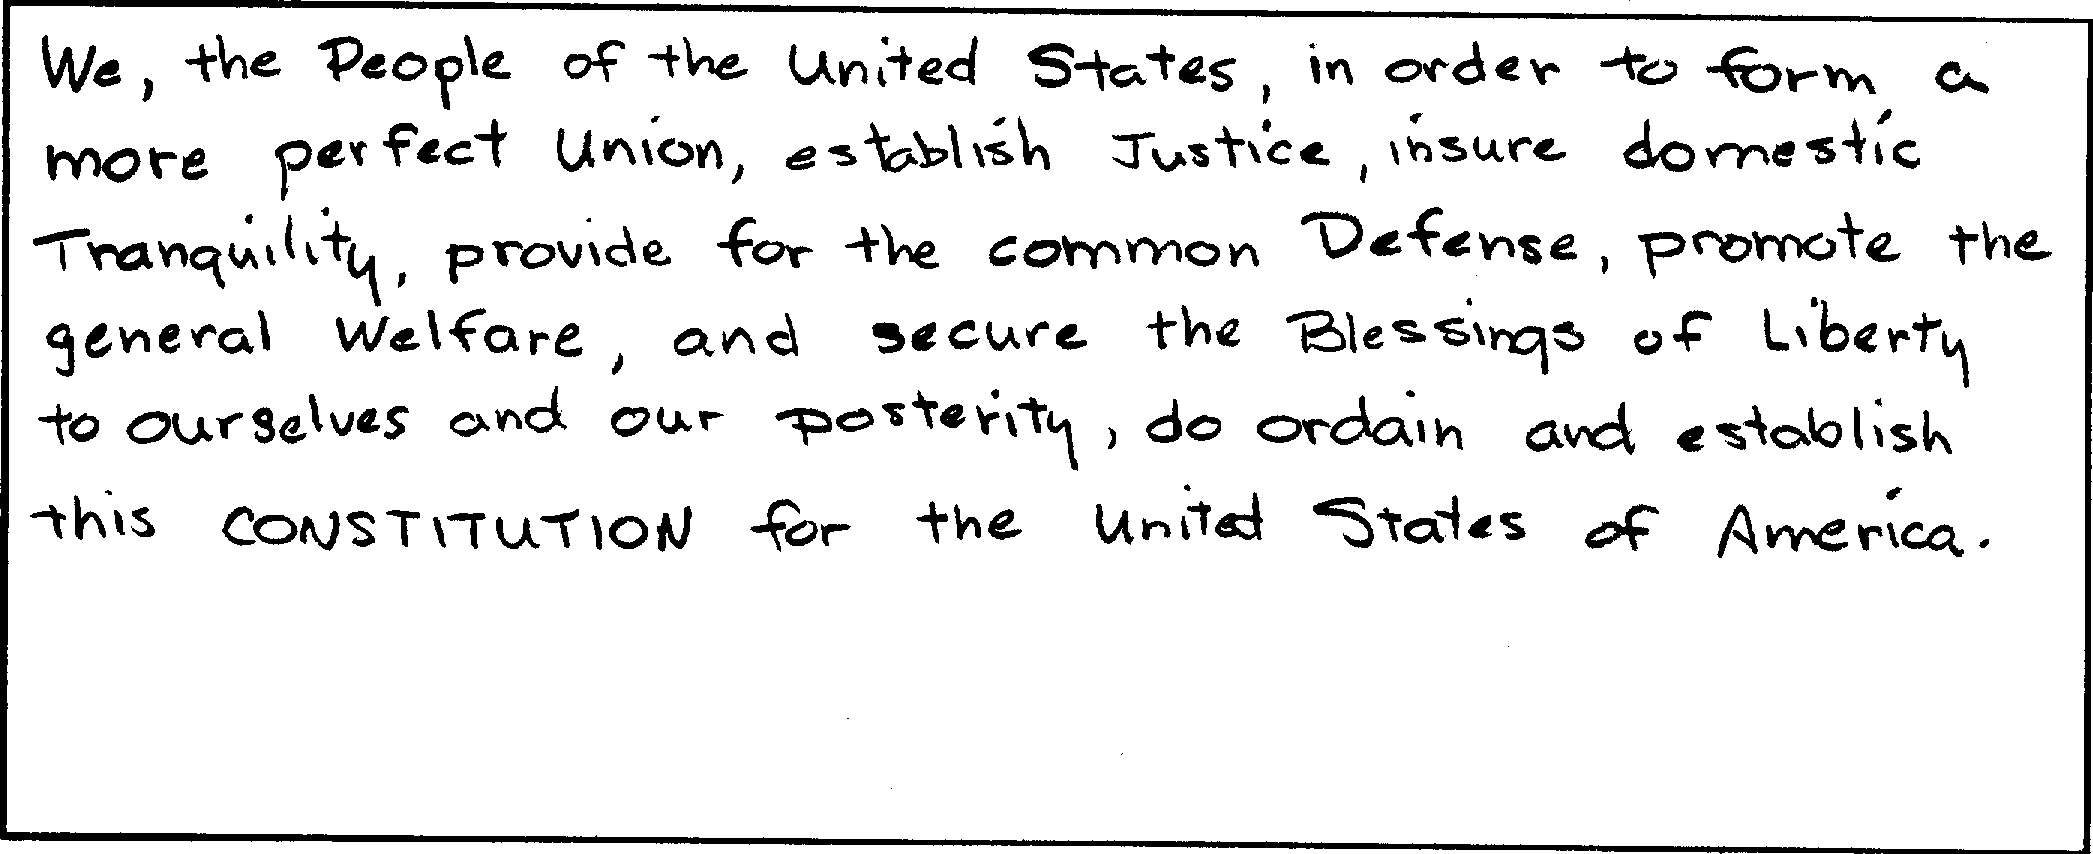 We, the People of the United States, in order to form a
more perfect Union, establish Justice, insure domestic
Tranquility, provide for the common Defense, promote the
general Welfare, and secure the Blessings of Liberty
to ourselves and our posterity, do ordain and establish
this CONSTITUTION for the United States of America.